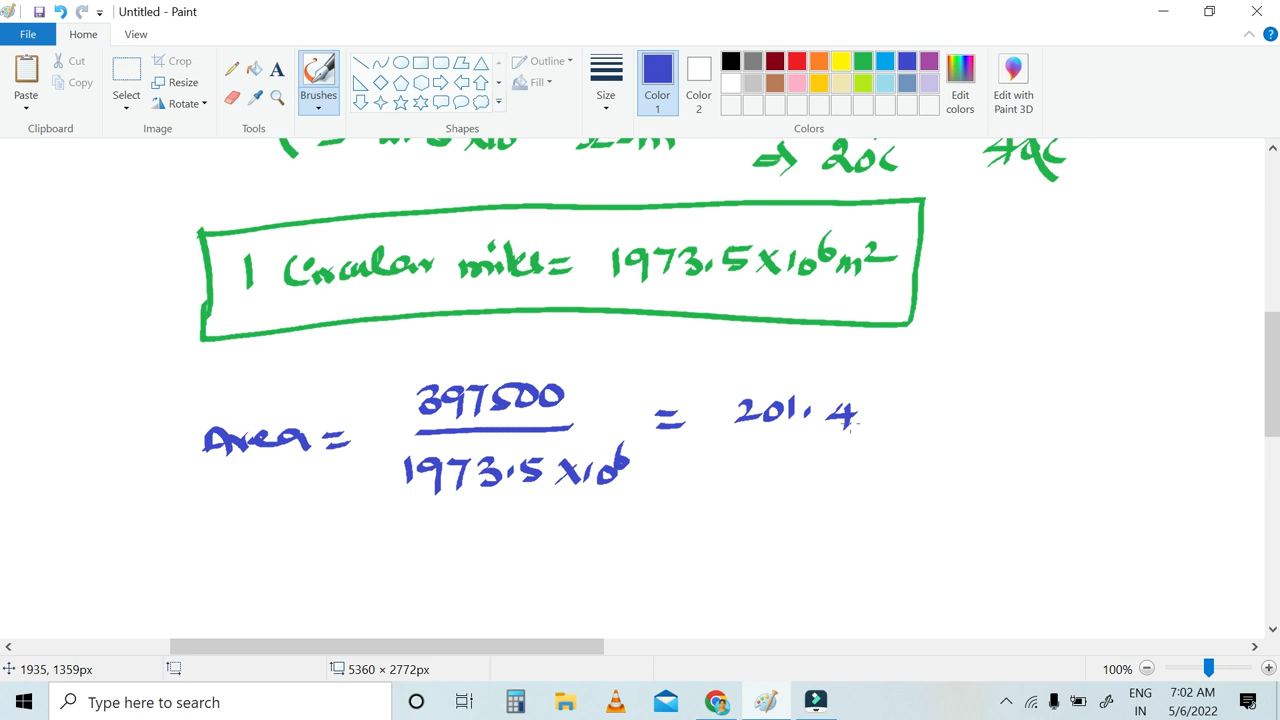 Untitled - Paint
File Home View
Cut
Copy
Paste
Clipboard
Select
Crop
Resize
Rotate
Image
Tools
Brushes
Outline
Fill
Shapes
Size
Color 1
Color 2
Edit colors
Colors
Edit with Paint 3D
⇒ 20℃
1 Circular miles = 1973.5×10⁶m²
Area = 397500 / 1973.5×10⁶ = 201.4
1935, 1359px
5360 × 2772px
100%
Type here to search
ENG
IN
7:02 AM
5/6/2022